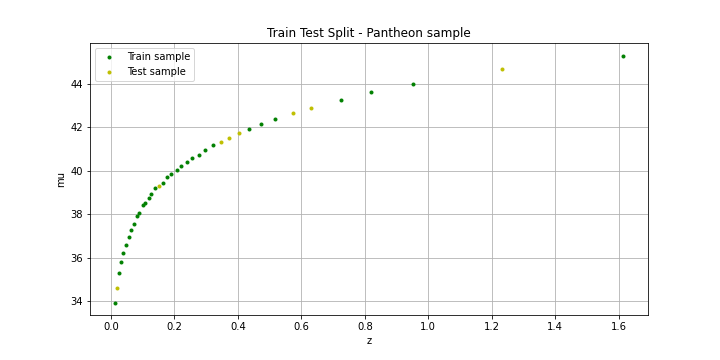 Train Test Split - Pantheon sample
Train sample
Test sample
44
42
40
38
36
34
mu
0.0 0.2 0.4 0.6 0.8 1.0 1.2 1.4 1.6
z